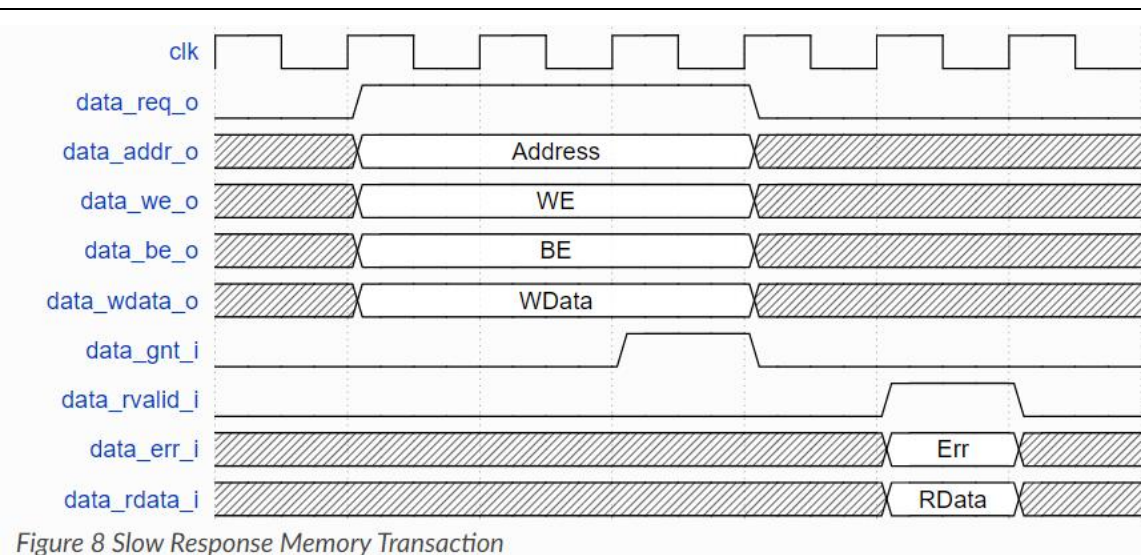 clk
data_req_o
data_addr_o Address
data_we_o WE
data_be_o BE
data_wdata_o WData
data_gnt_i
data_rvalid_i
data_err_i Err
data_rdata_i RData
Figure 8 Slow Response Memory Transaction